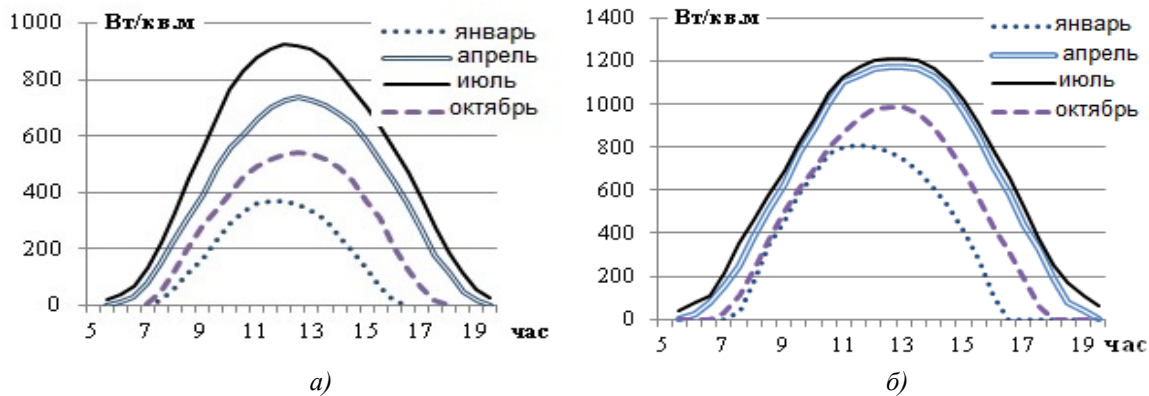 Вт/кв.м
1000
800
600
400
200
0
5 7 9 11 13 15 17 19 час
январь
апрель
июль
октябрь
а)
Вт/кв.м
1400
1200
1000
800
600
400
200
0
5 7 9 11 13 15 17 19 час
январь
апрель
июль
октябрь
б)